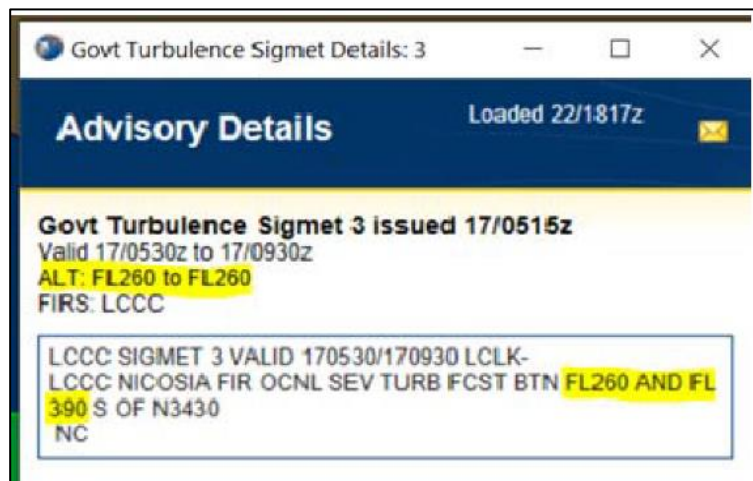 Govt Turbulence Sigmet Details: 3
Advisory Details
Loaded 22/1817z
Govt Turbulence Sigmet 3 issued 17/0515z
Valid 17/0530z to 17/0930z
ALT: FL260 to FL260
FIRS: LCCC
LCCC SIGMET 3 VALID 170530/170930 LCLK-
LCCC NICOSIA FIR OCNL SEV TURB FCST BTN FL260 AND FL
390 S OF N3430
NC